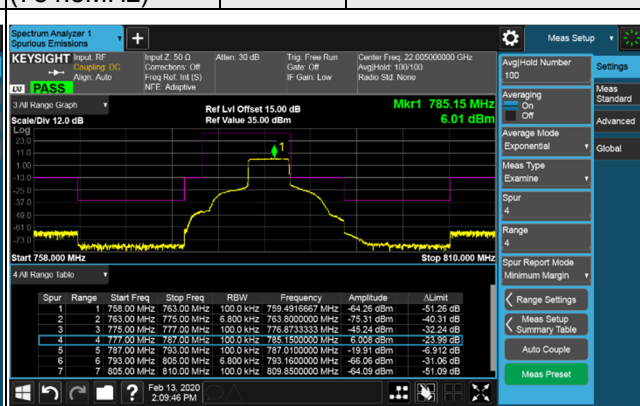 Spectrum Analyzer 1
Spurious Emissions
+
Meas Setup
KEYSIGHT
Input: RF
Coupling: DC
Align: Auto
Input Z: 50 Ω
Corrections: Off
Freq Ref: Int (S)
NFE: Adaptive
Atten: 30 dB
Trig: Free Run
Gate: Off
IF Gain: Low
Center Freq: 22.005000000 GHz
Avg|Hold: 100/100
Radio Std: None
LXI PASS
3 All Range Graph
Scale/Div 12.0 dB
Ref Lvl Offset 15.00 dB
Ref Value 35.00 dBm
Mkr1 785.15 MHz
6.01 dBm
Log
23.0
11.0
1.00
-13.0
-25.0
-37.0
-49.0
-61.0
-73.0
1
Start 758.000 MHz
Stop 810.000 MHz
4 All Range Table
Spur Range Start Freq Stop Freq RBW Frequency Amplitude ΔLimit
1 1 758.00 MHz 763.00 MHz 100.0 kHz 759.4916667 MHz -64.26 dBm -51.26 dB
2 2 763.00 MHz 775.00 MHz 6.800 kHz 763.8000000 MHz -75.31 dBm -40.31 dB
3 3 775.00 MHz 777.00 MHz 100.0 kHz 776.8733333 MHz -45.24 dBm -32.24 dB
4 4 777.00 MHz 787.00 MHz 100.0 kHz 785.1500000 MHz 6.008 dBm -23.99 dB
5 5 787.00 MHz 793.00 MHz 100.0 kHz 787.0100000 MHz -19.91 dBm -6.912 dB
6 6 793.00 MHz 805.00 MHz 6.800 kHz 793.1600000 MHz -66.06 dBm -31.06 dB
7 7 805.00 MHz 810.00 MHz 100.0 kHz 809.8500000 MHz -64.09 dBm -51.09 dB
Avg|Hold Number
100
Averaging
On
Off
Average Mode
Exponential
Meas Type
Examine
Spur
4
Range
4
Spur Report Mode
Minimum Margin
Range Settings
Meas Setup
Summary Table
Auto Couple
Meas Preset
Settings
Meas
Standard
Advanced
Global
?
Feb 13, 2020
2:09:46 PM